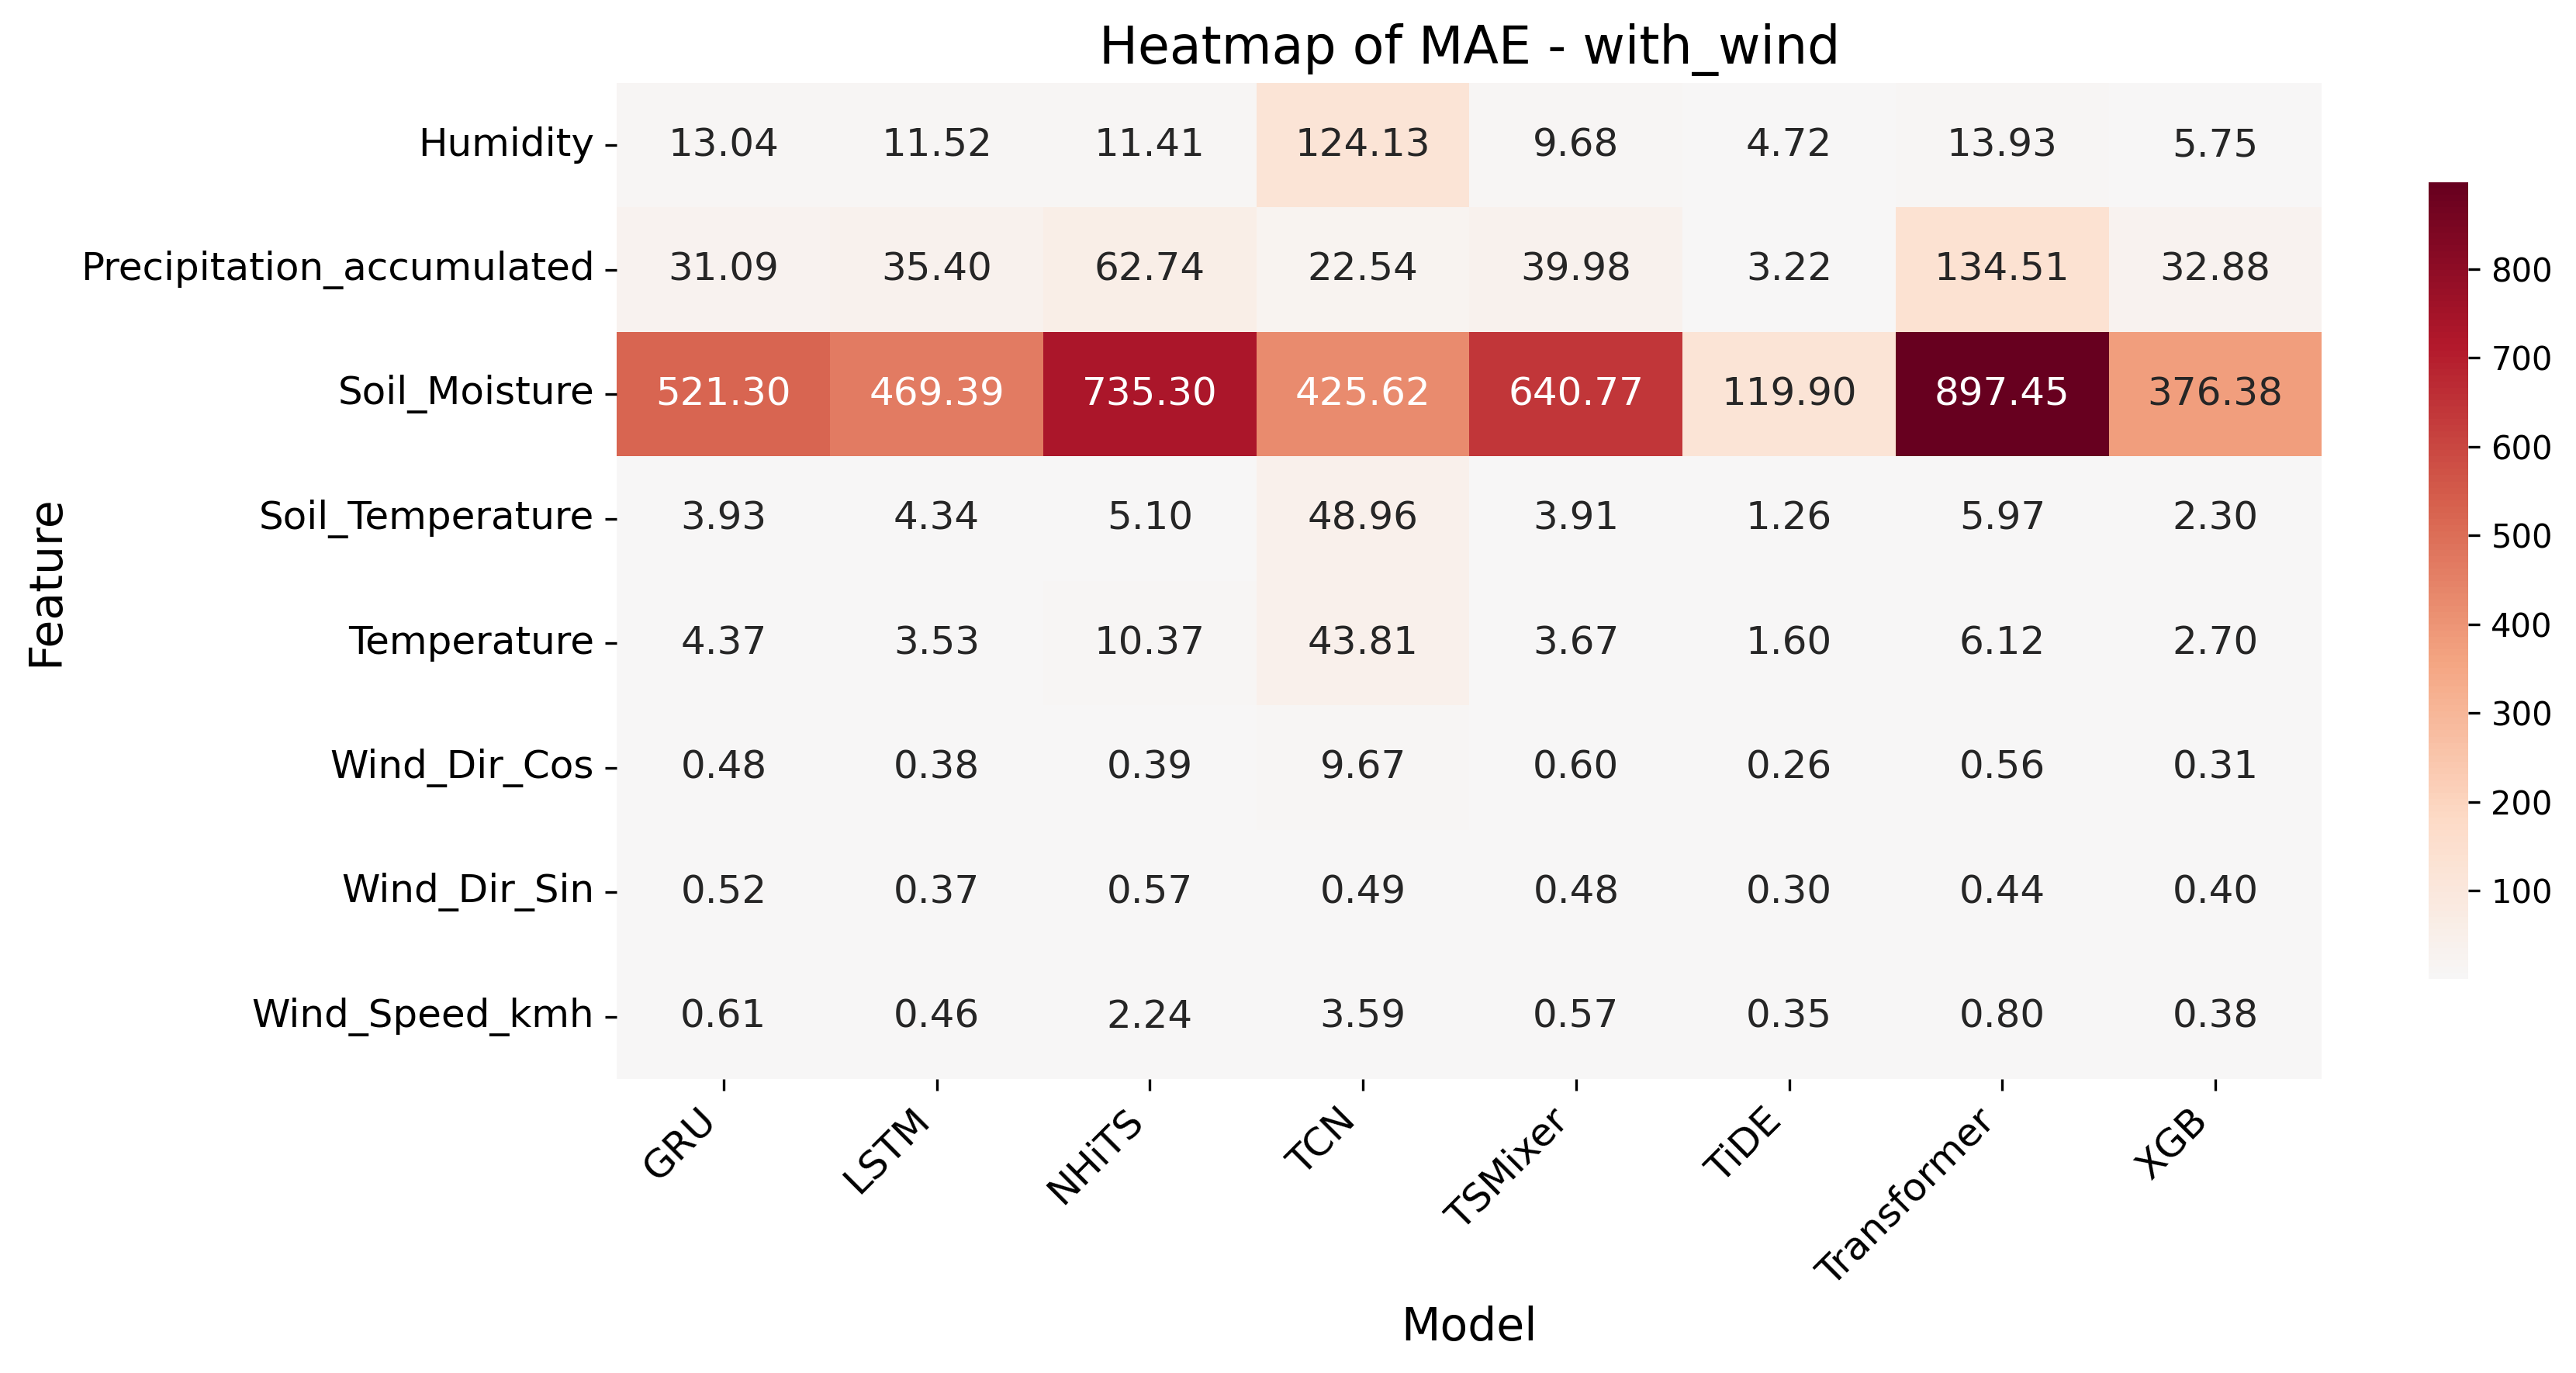 Heatmap of MAE - with_wind
Humidity 13.04 11.52 11.41 124.13 9.68 4.72 13.93 5.75
Precipitation_accumulated 31.09 35.40 62.74 22.54 39.98 3.22 134.51 32.88
Soil_Moisture 521.30 469.39 735.30 425.62 640.77 119.90 897.45 376.38
Soil_Temperature 3.93 4.34 5.10 48.96 3.91 1.26 5.97 2.30
Temperature 4.37 3.53 10.37 43.81 3.67 1.60 6.12 2.70
Wind_Dir_Cos 0.48 0.38 0.39 9.67 0.60 0.26 0.56 0.31
Wind_Dir_Sin 0.52 0.37 0.57 0.49 0.48 0.30 0.44 0.40
Wind_Speed_kmh 0.61 0.46 2.24 3.59 0.57 0.35 0.80 0.38
GRU LSTM NHiTS TCN TSMixer TiDE Transformer XGB
Model
Feature
800
700
600
500
400
300
200
100